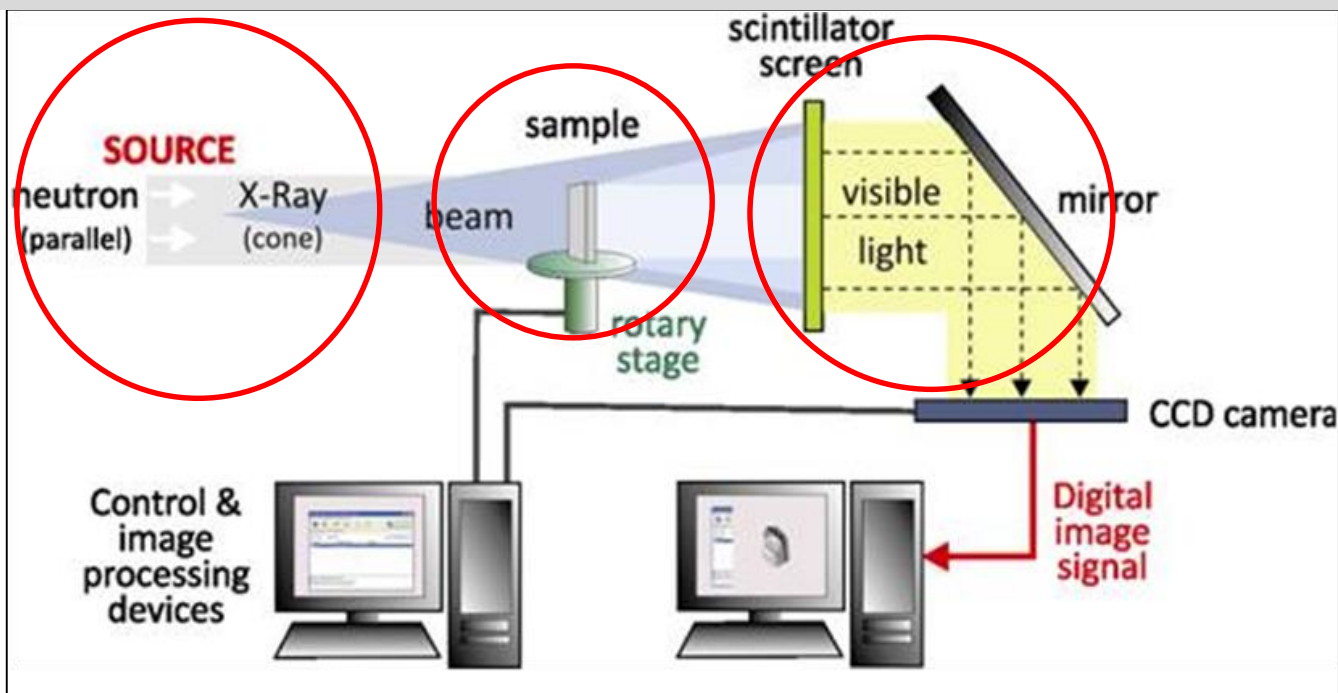 scintillator
screen
sample
SOURCE
neutron
(parallel)
X-Ray
(cone)
beam
visible
light
mirror
rotary
stage
CCD camera
Control &
image
processing
devices
Digital
image
signal